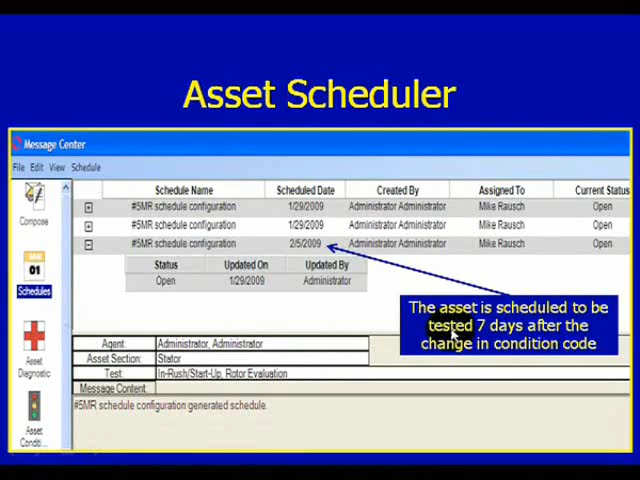 Asset Scheduler
Message Center
File Edit View Schedule
Schedule Name Scheduled Date Created By Assigned To Current Status
#5MR schedule configuration 1/29/2009 Administrator Administrator Mike Rausch Open
#5MR schedule configuration 1/29/2009 Administrator Administrator Mike Rausch Open
#5MR schedule configuration 2/5/2009 Administrator Administrator Mike Rausch Open
Status Updated On Updated By
Open 1/29/2009 Administrator
Compose
01
Schedules
Asset
Diagnostic
Asset
Conditi...
The asset is scheduled to be
tested 7 days after the
change in condition code
Agent: Administrator, Administrator
Asset Section: Stator
Test: In-Rush/Start-Up, Rotor Evaluation
Message Content:
#5MR schedule configuration generated schedule.